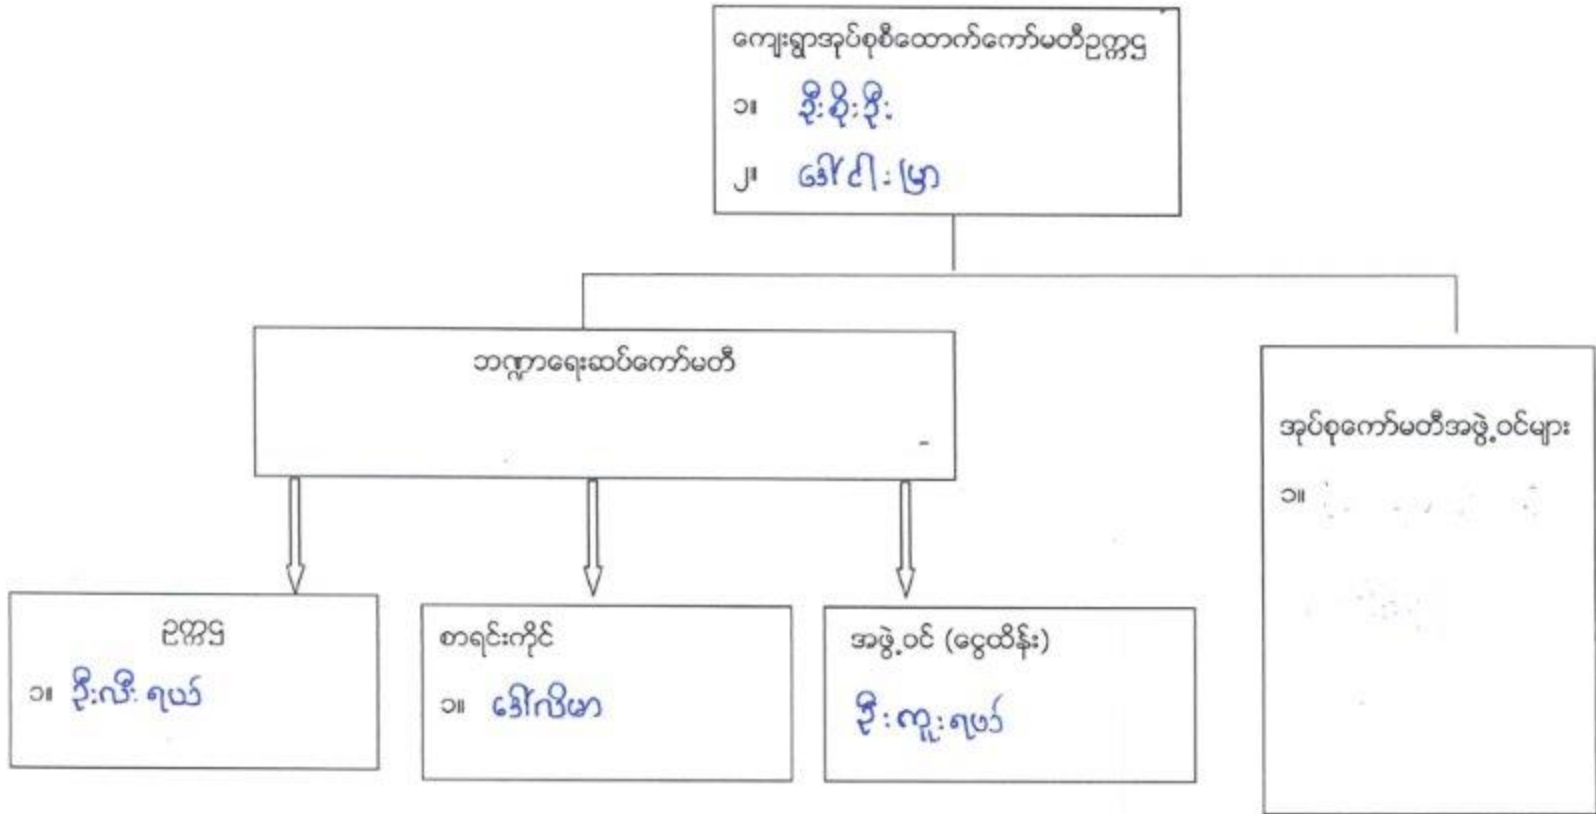 ကျေးရွာအုပ်စုစီထောက်ကော်မတီဥက္ကဌ
၁။ ဦးစိုးဦး
၂။ ဒေါ်ငါးမြာ
ဘဏ္ဍာရေးဆပ်ကော်မတီ
အုပ်စုကော်မတီအဖွဲ့ဝင်များ
၁။
ဥက္ကဌ
၁။ ဦးလီးရယ်
စာရင်းကိုင်
၁။ ဒေါ်လိမာ
အဖွဲ့ဝင် (ငွေထိန်း)
ဦးကူးရဖယ်